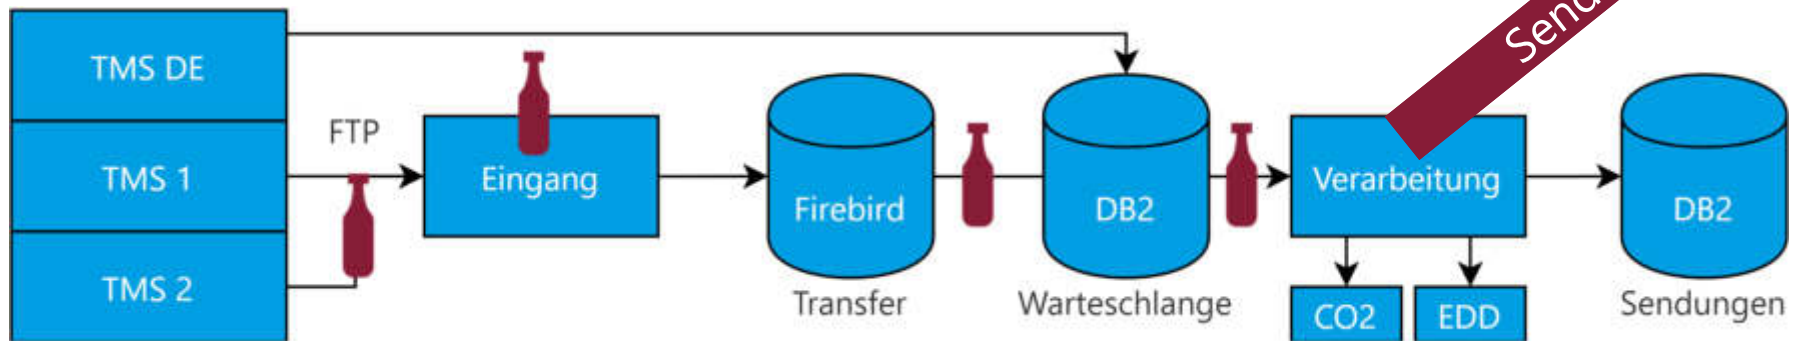 TMS DE
TMS 1
TMS 2
FTP
Eingang
Firebird
Transfer
DB2
Warteschlange
Verarbeitung
CO2
EDD
DB2
Sendungen